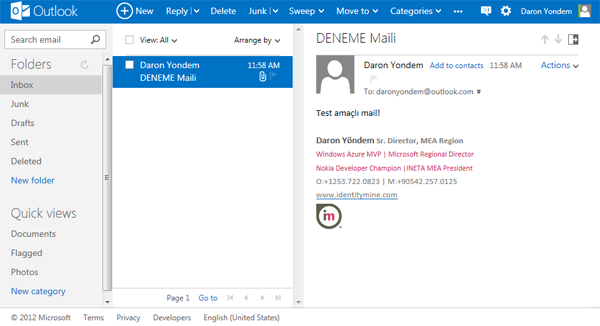 Outlook
New Reply Delete Junk Sweep Move to Categories ••• Daron Yondem
Search email
Folders
Inbox
Junk
Drafts
Sent
Deleted
New folder
Quick views
Documents
Flagged
Photos
New category
View: All Arrange by
Daron Yondem 11:58 AM
DENEME Maili
Page 1 Go to
DENEME Maili
Daron Yondem Add to contacts 11:58 AM Actions
To: daronyondem@outlook.com
Test amaçlı mail!
Daron Yöndem Sr. Director, MEA Region
Windows Azure MVP | Microsoft Regional Director
Nokia Developer Champion |INETA MEA President
O:+1253.722.0823 | M:+90542.257.0125
www.identitymine.com
im
© 2012 Microsoft Terms Privacy Developers English (United States)